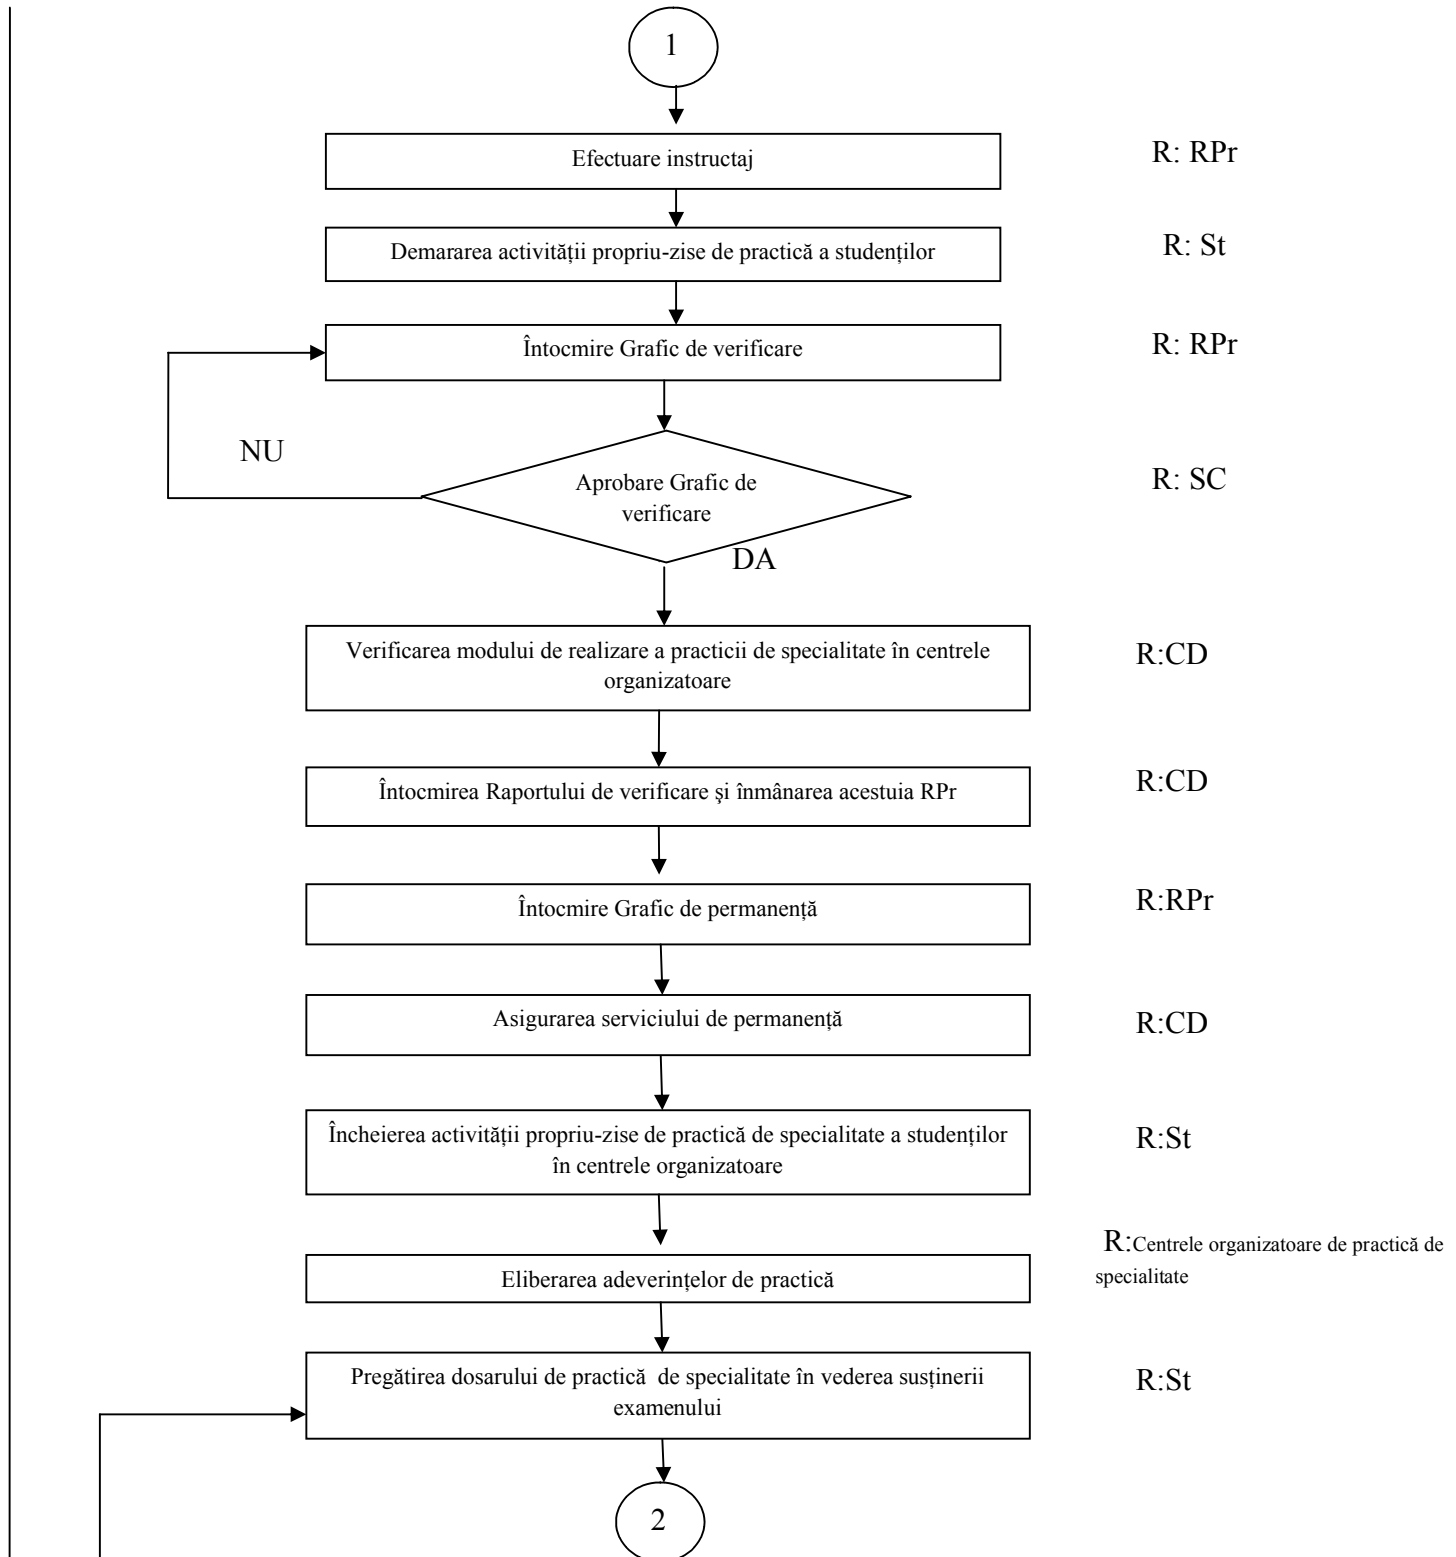 1
Efectuare instructaj
R: RPr
Demararea activității propriu-zise de practică a studenților
R: St
Întocmire Grafic de verificare
R: RPr
NU
Aprobare Grafic de
verificare
R: SC
DA
Verificarea modului de realizare a practicii de specialitate în centrele
organizatoare
R:CD
Întocmirea Raportului de verificare și înmânarea acestuia RPr
R:CD
Întocmire Grafic de permanență
R:RPr
Asigurarea serviciului de permanență
R:CD
Încheierea activității propriu-zise de practică de specialitate a studenților
în centrele organizatoare
R:St
R:Centrele organizatoare de practică de
specialitate
Eliberarea adeverințelor de practică
Pregătirea dosarului de practică de specialitate în vederea susținerii
examenului
R:St
2